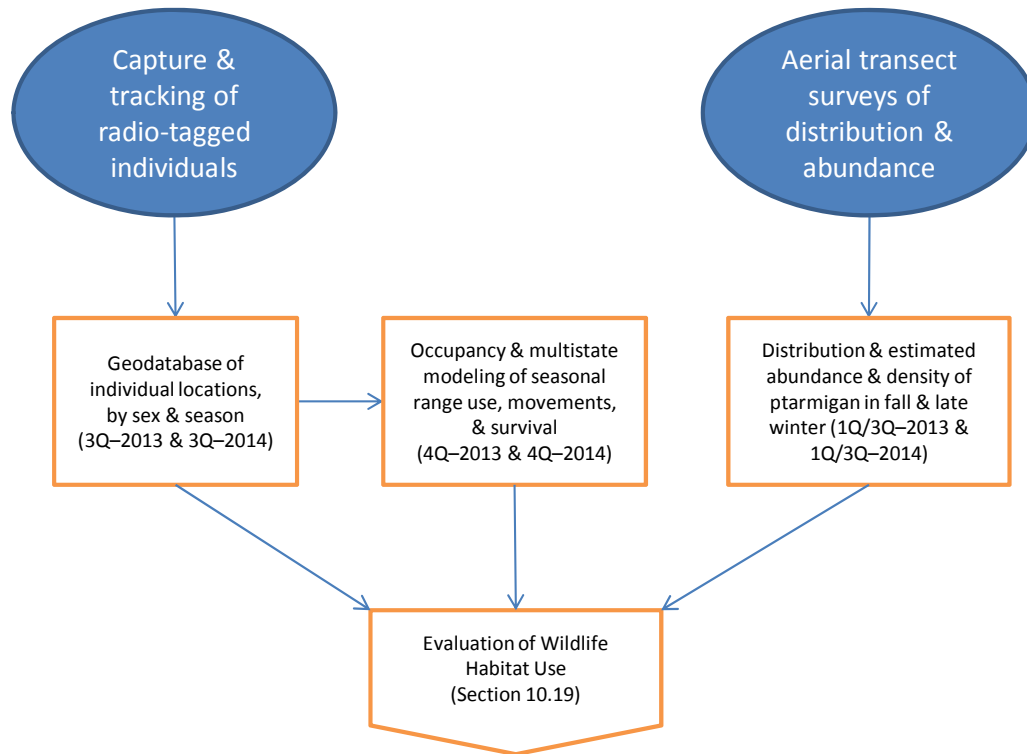 Capture &
tracking of
radio-tagged
individuals
Aerial transect
surveys of
distribution &
abundance
Geodatabase of
individual locations,
by sex & season
(3Q–2013 & 3Q–2014)
Occupancy & multistate
modeling of seasonal
range use, movements,
& survival
(4Q–2013 & 4Q–2014)
Distribution & estimated
abundance & density of
ptarmigan in fall & late
winter (1Q/3Q–2013 &
1Q/3Q–2014)
Evaluation of Wildlife
Habitat Use
(Section 10.19)